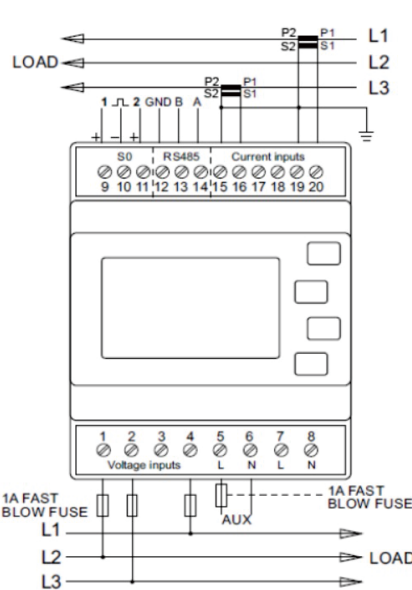 P2 P1 L1
S2 S1
LOAD L2
P2 P1 L3
S2 S1
1 2 GND B A
+ - +
S0 RS485 Current inputs
9 10 11 12 13 14 15 16 17 18 19 20
1 2 3 4 5 6 7 8
Voltage inputs L N L N
1A FAST
BLOW FUSE
1A FAST
BLOW FUSE
AUX
L1
L2 LOAD
L3